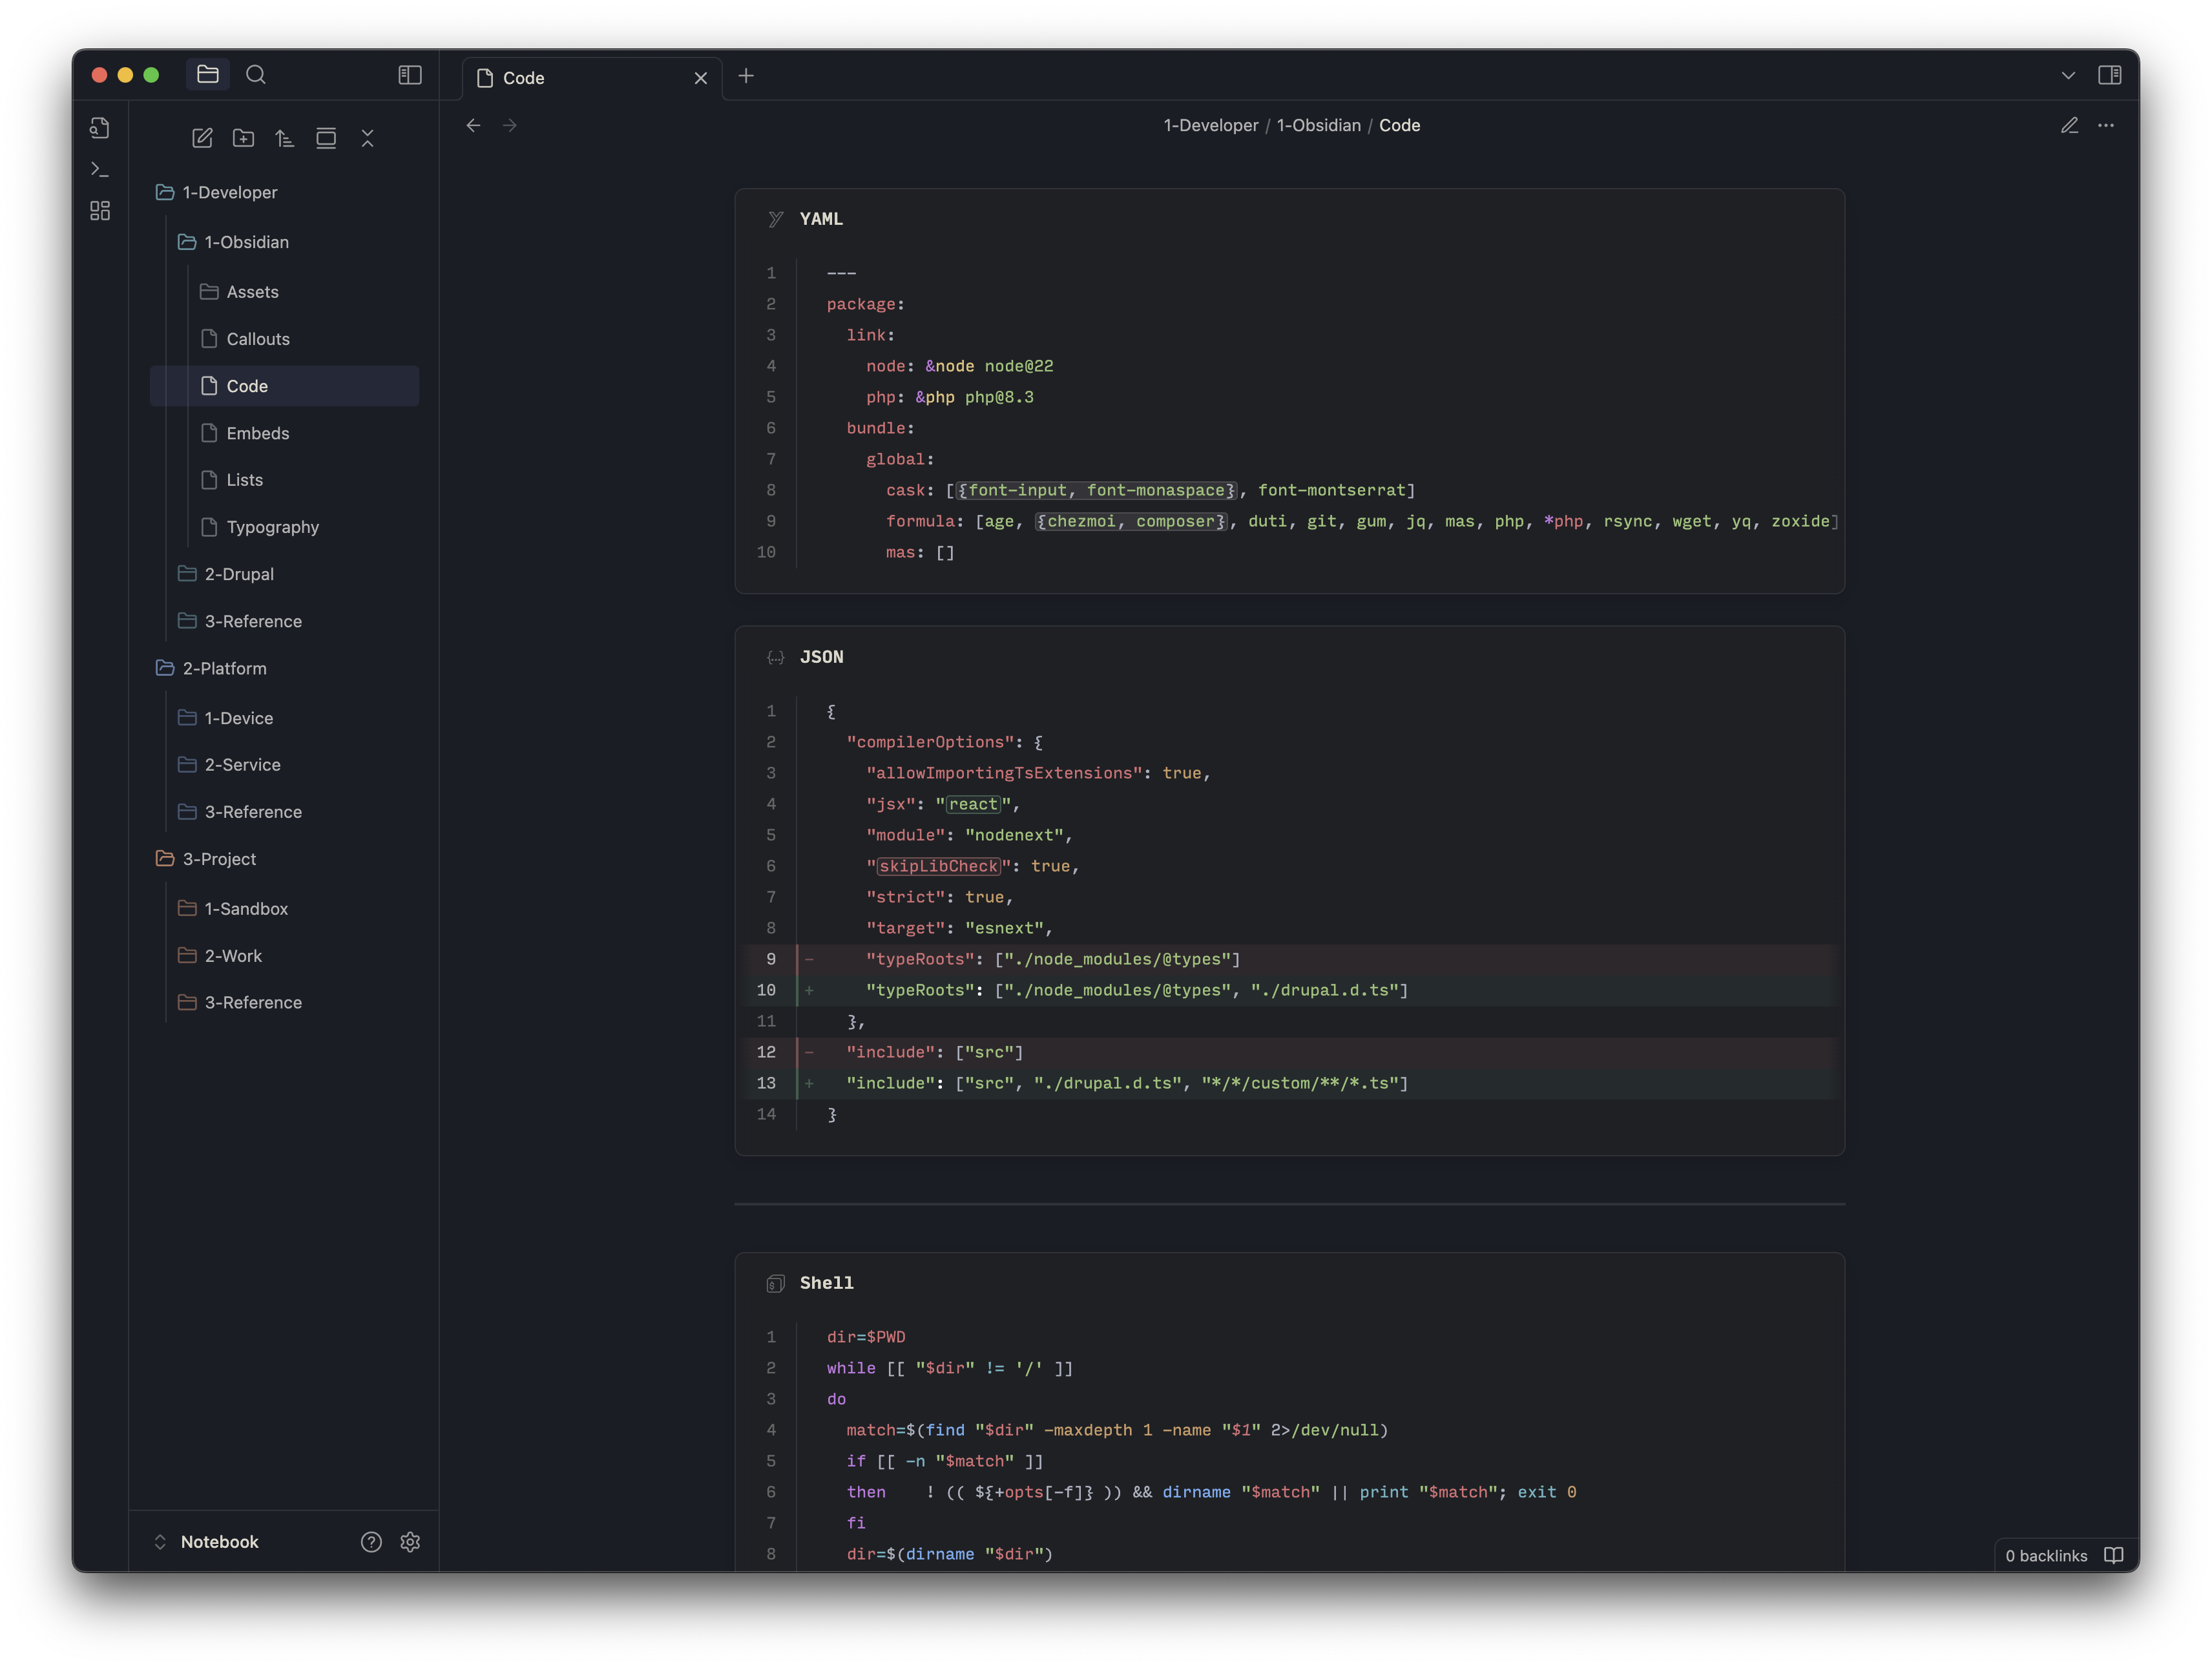 Code
1-Developer / 1-Obsidian / Code
1-Developer
1-Obsidian
Assets
Callouts
Code
Embeds
Lists
Typography
2-Drupal
3-Reference
2-Platform
1-Device
2-Service
3-Reference
3-Project
1-Sandbox
2-Work
3-Reference
Notebook
YAML
1 ---
2 package:
3   link:
4     node: &node node@22
5     php: &php php@8.3
6   bundle:
7     global:
8       cask: [{font-input, font-monaspace}, font-montserrat]
9       formula: [age, {chezmoi, composer}, duti, git, gum, jq, mas, php, *php, rsync, wget, yq, zoxide]
10       mas: []
JSON
1 {
2   "compilerOptions": {
3     "allowImportingTsExtensions": true,
4     "jsx": "react",
5     "module": "nodenext",
6     "skipLibCheck": true,
7     "strict": true,
8     "target": "esnext",
9 -     "typeRoots": ["./node_modules/@types"]
10 +     "typeRoots": ["./node_modules/@types", "./drupal.d.ts"]
11   },
12 -   "include": ["src"]
13 +   "include": ["src", "./drupal.d.ts", "*/*/custom/**/*.ts"]
14 }
Shell
1 dir=$PWD
2 while [[ "$dir" != '/' ]]
3 do
4   match=$(find "$dir" -maxdepth 1 -name "$1" 2>/dev/null)
5   if [[ -n "$match" ]]
6   then    ! (( ${+opts[-f]} )) && dirname "$match" || print "$match"; exit 0
7   fi
8   dir=$(dirname "$dir")
0 backlinks